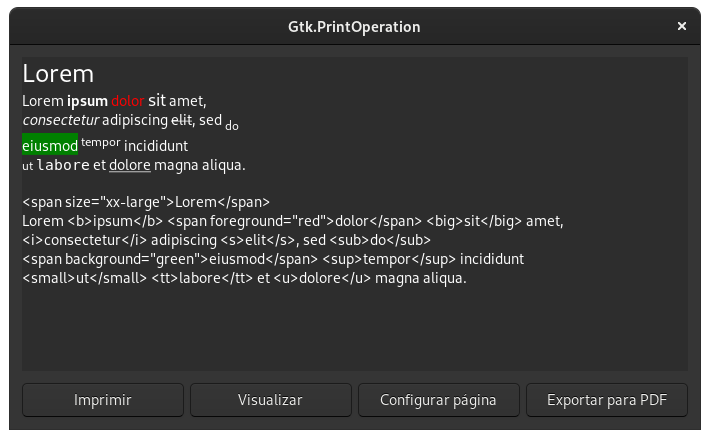 Gtk.PrintOperation
Lorem
Lorem ipsum dolor sit amet,
consectetur adipiscing elit, sed do
eiusmod tempor incididunt
ut labore et dolore magna aliqua.
<span size="xx-large">Lorem</span>
Lorem <b>ipsum</b> <span foreground="red">dolor</span> <big>sit</big> amet,
<i>consectetur</i> adipiscing <s>elit</s>, sed <sub>do</sub>
<span background="green">eiusmod</span> <sup>tempor</sup> incididunt
<small>ut</small> <tt>labore</tt> et <u>dolore</u> magna aliqua.
Imprimir Visualizar Configurar página Exportar para PDF